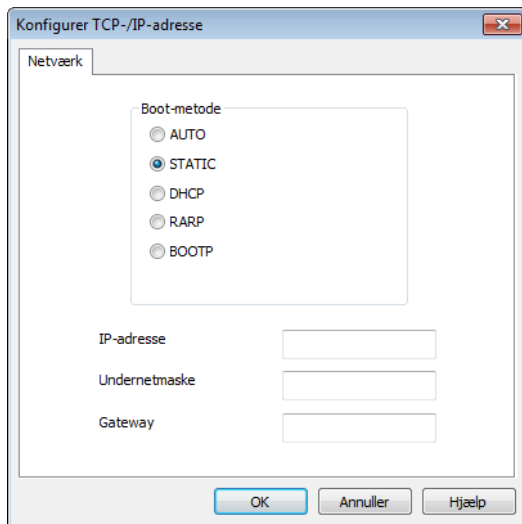 Konfigurer TCP-/IP-adresse
Netværk
Boot-metode
AUTO
STATIC
DHCP
RARP
BOOTP
IP-adresse
Undernetmaske
Gateway
OK Annuller Hjælp